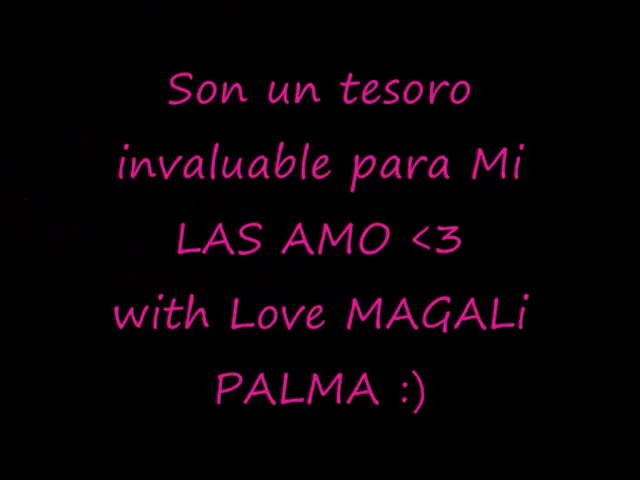 Son un tesoro
invaluable para Mi
LAS AMO <3
with Love MAGALi
PALMA :)